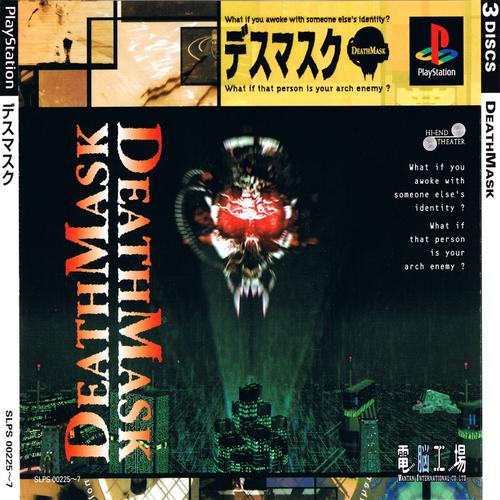 PlayStation
デスマスク
SLPS 00225〜7
What if you awoke with someone else's identity?
デスマスク
DEATHMASK
What if that person is your arch enemy ?
PlayStation
3 DISCS
DEATHMASK
DEATHMASK
DEATHMASK
HI-END
THEATER
What if you
awoke with
someone else's
identity ?
What if
that person
is your
arch enemy ?
電脳工場
MANTRA INTERNATIONAL CO.,LTD
SLPS 00225〜7